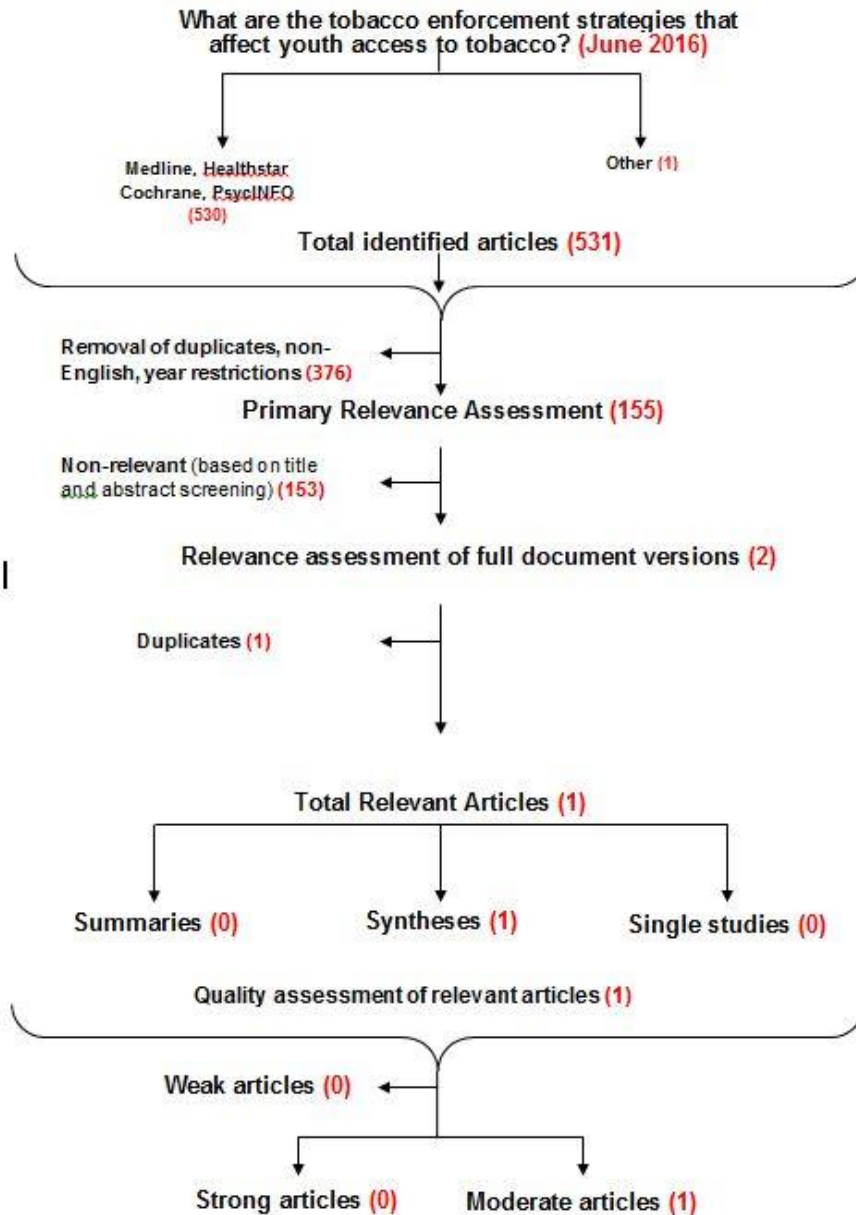 What are the tobacco enforcement strategies that
affect youth access to tobacco? (June 2016)
Medline, Healthstar
Cochrane, PsycINFO
(530)
Other (1)
Total identified articles (531)
Removal of duplicates, non-
English, year restrictions (376)
Primary Relevance Assessment (155)
Non-relevant (based on title
and abstract screening) (153)
Relevance assessment of full document versions (2)
Duplicates (1)
Total Relevant Articles (1)
Summaries (0)
Syntheses (1)
Single studies (0)
Quality assessment of relevant articles (1)
Weak articles (0)
Strong articles (0)
Moderate articles (1)